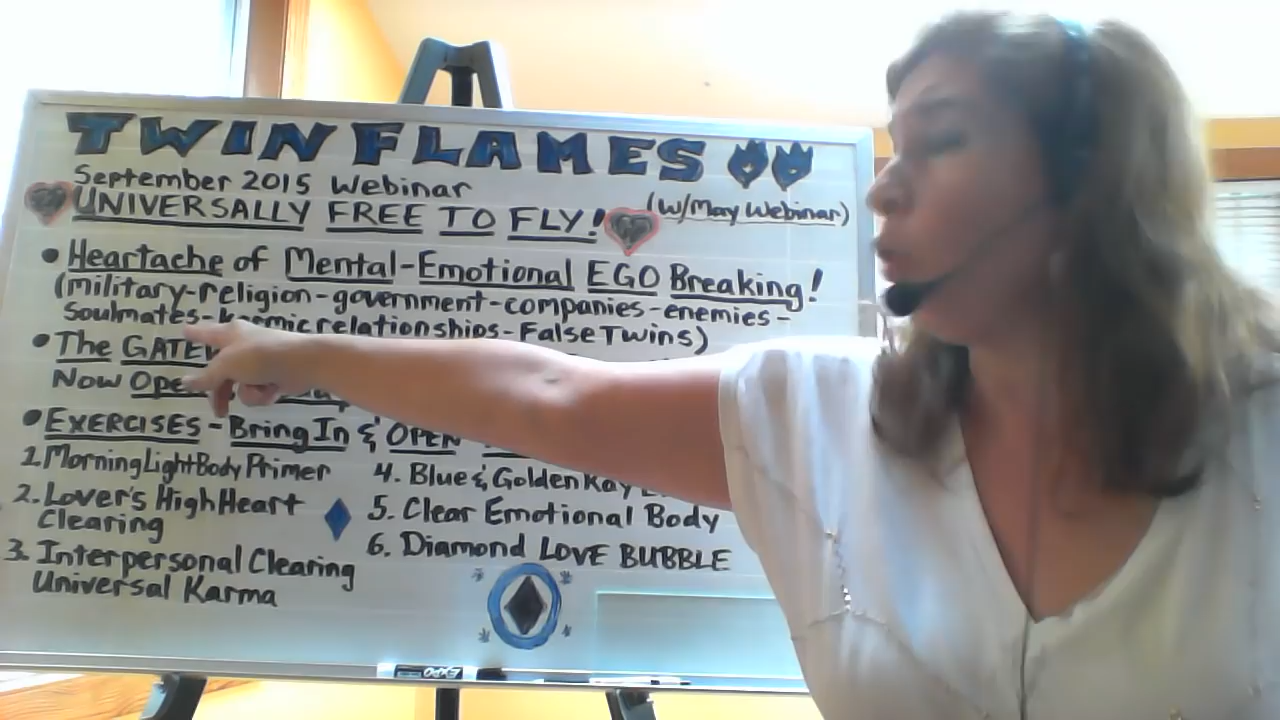 TWIN FLAMES
September 2015 Webinar
(w/May Webinar)
UNIVERSALLY FREE TO FLY!
• Heartache of Mental-Emotional EGO Breaking!
(military-religion-government-companies-enemies-
Soulmates-karmic relationships-False Twins)
• The
Now
• EXERCISES - Bring In & OPEN
1. Morning Light Body Primer
2. Lover's High Heart
Clearing
3. Interpersonal Clearing
Universal Karma
4. Blue & Golden Ray
5. Clear Emotional Body
6. Diamond LOVE BUBBLE
EXPO